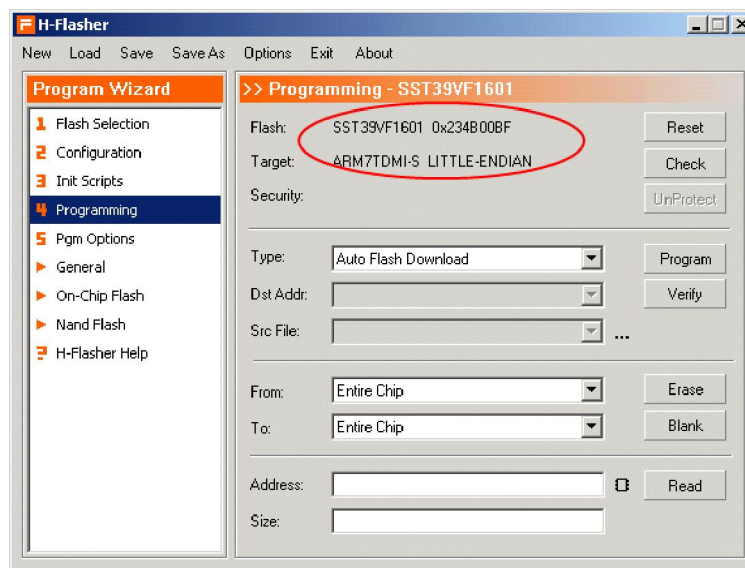 H-Flasher
New Load Save Save As Options Exit About
Program Wizard
1 Flash Selection
2 Configuration
3 Init Scripts
4 Programming
5 Pgm Options
General
On-Chip Flash
Nand Flash
? H-Flasher Help
>> Programming - SST39VF1601
Flash: SST39VF1601 0x234B00BF Reset
Target: ARM7TDMI-S LITTLE-ENDIAN Check
Security: UnProtect
Type: Auto Flash Download Program
Dst Addr: Verify
Src File: ...
From: Entire Chip Erase
To: Entire Chip Blank
Address: Read
Size: